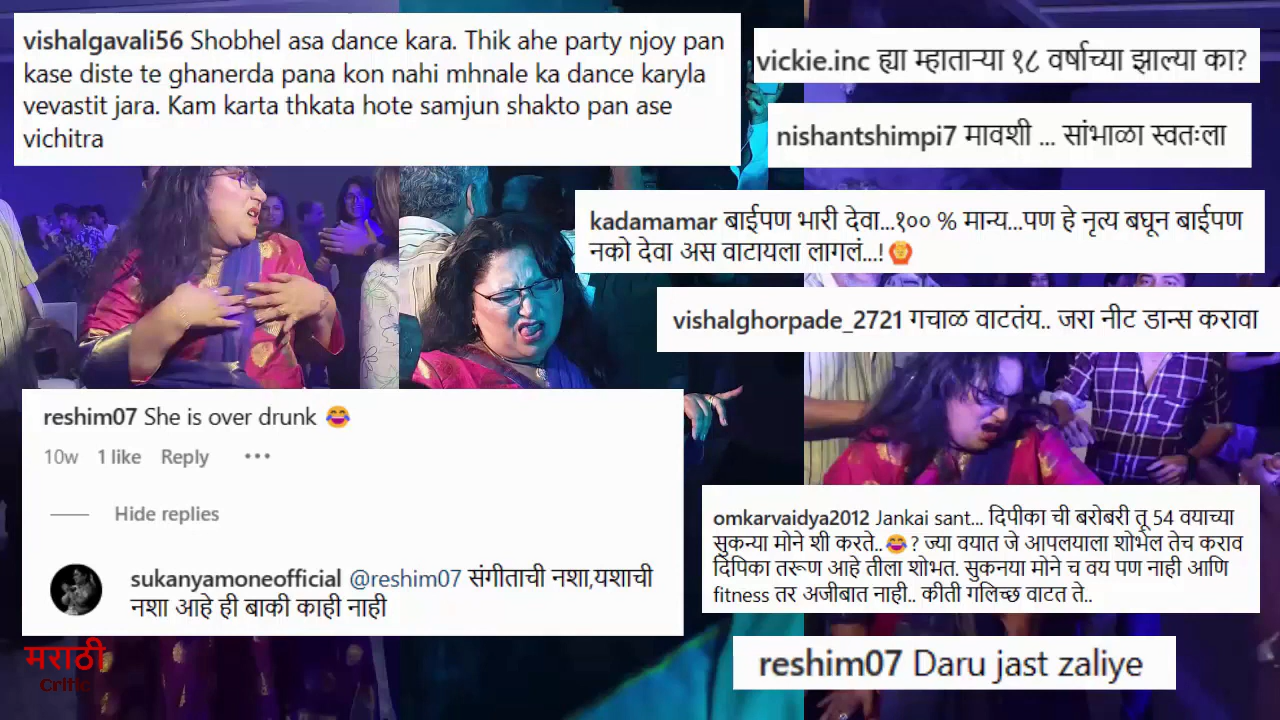 vishalgavali56 Shobhel asa dance kara. Thik ahe party njoy pan
kase diste te ghanerda pana kon nahi mhnale ka dance karyla
vevastit jara. Kam karta thkata hote samjun shakto pan ase
vichitra
vickie.inc ह्या म्हाताऱ्या १८ वर्षाच्या झाल्या का?
nishantshimpi7 मावशी ... सांभाळा स्वतःला
kadamamar बाईपण भारी देवा...१०० % मान्य...पण हे नृत्य बघून बाईपण
नको देवा अस वाटायला लागलं...!
vishalghorpade_2721 गचाळ वाटतंय.. जरा नीट डान्स करावा
reshim07 She is over drunk 😂
10w 1 like Reply •••
Hide replies
sukanyamoneofficial @reshim07 संगीताची नशा,यशाची
नशा आहे ही बाकी काही नाही
omkarvaidya2012 Jankai sant... दिपीका ची बरोबरी तू 54 वयाच्या
सुकन्या मोने शी करते..😂? ज्या वयात जे आपलयाला शोभेल तेच कराव
दिपिका तरूण आहे तीला शोभत. सुकनया मोने च वय पण नाही आणि
fitness तर अजीबात नाही.. कीती गलिच्छ वाटत ते..
reshim07 Daru jast zaliye
मराठी
Critic